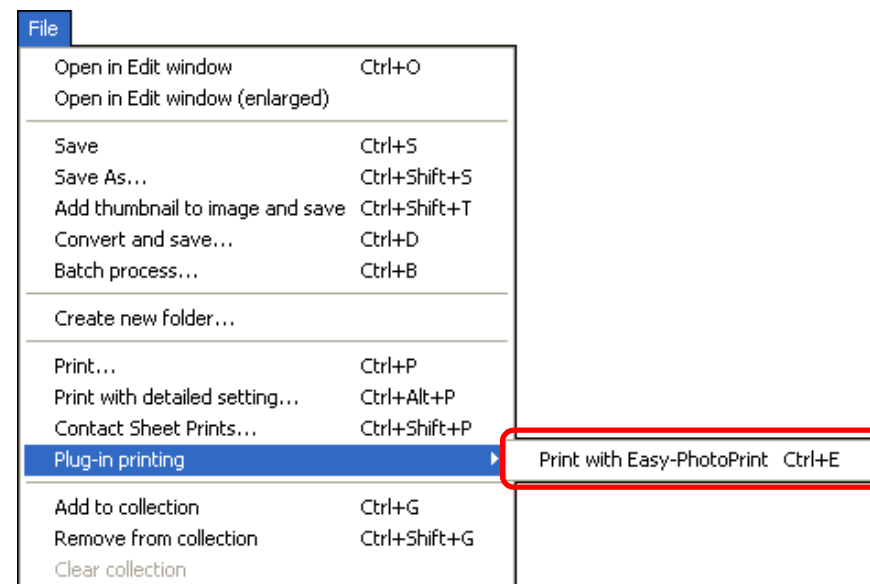 File
Open in Edit window Ctrl+O
Open in Edit window (enlarged)
Save Ctrl+S
Save As... Ctrl+Shift+S
Add thumbnail to image and save Ctrl+Shift+T
Convert and save... Ctrl+D
Batch process... Ctrl+B
Create new folder...
Print... Ctrl+P
Print with detailed setting... Ctrl+Alt+P
Contact Sheet Prints... Ctrl+Shift+P
Plug-in printing Print with Easy-PhotoPrint Ctrl+E
Add to collection Ctrl+G
Remove from collection Ctrl+Shift+G
Clear collection